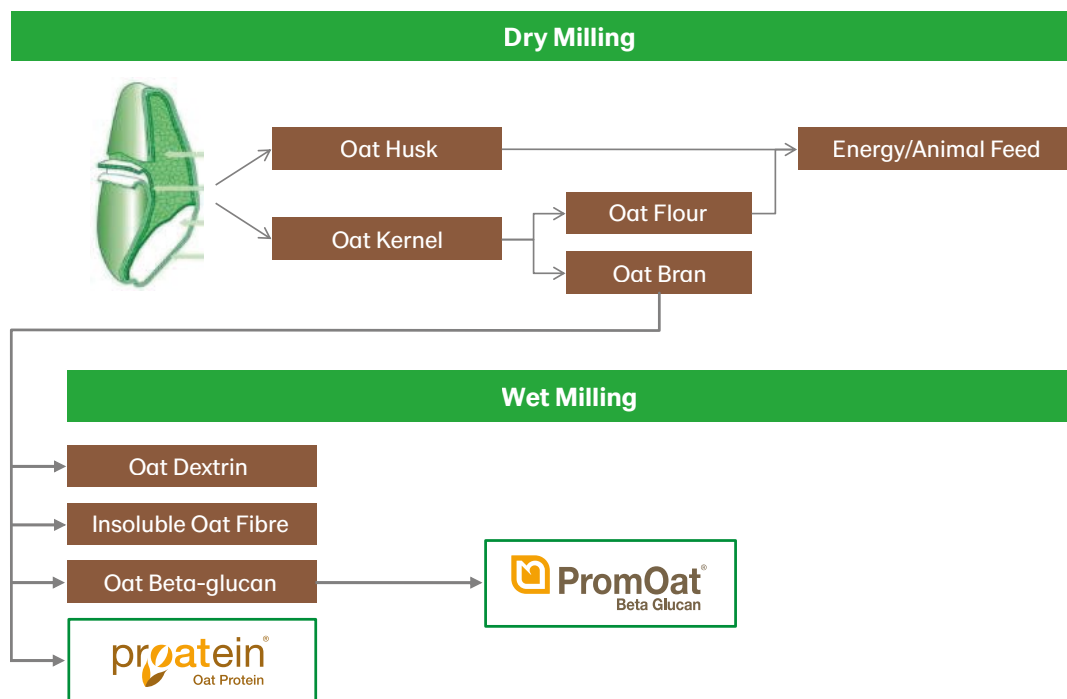 Dry Milling
Oat Husk
Energy/Animal Feed
Oat Flour
Oat Kernel
Oat Bran
Wet Milling
Oat Dextrin
Insoluble Oat Fibre
Oat Beta-glucan
PromOat®
Beta Glucan
proatein®
Oat Protein